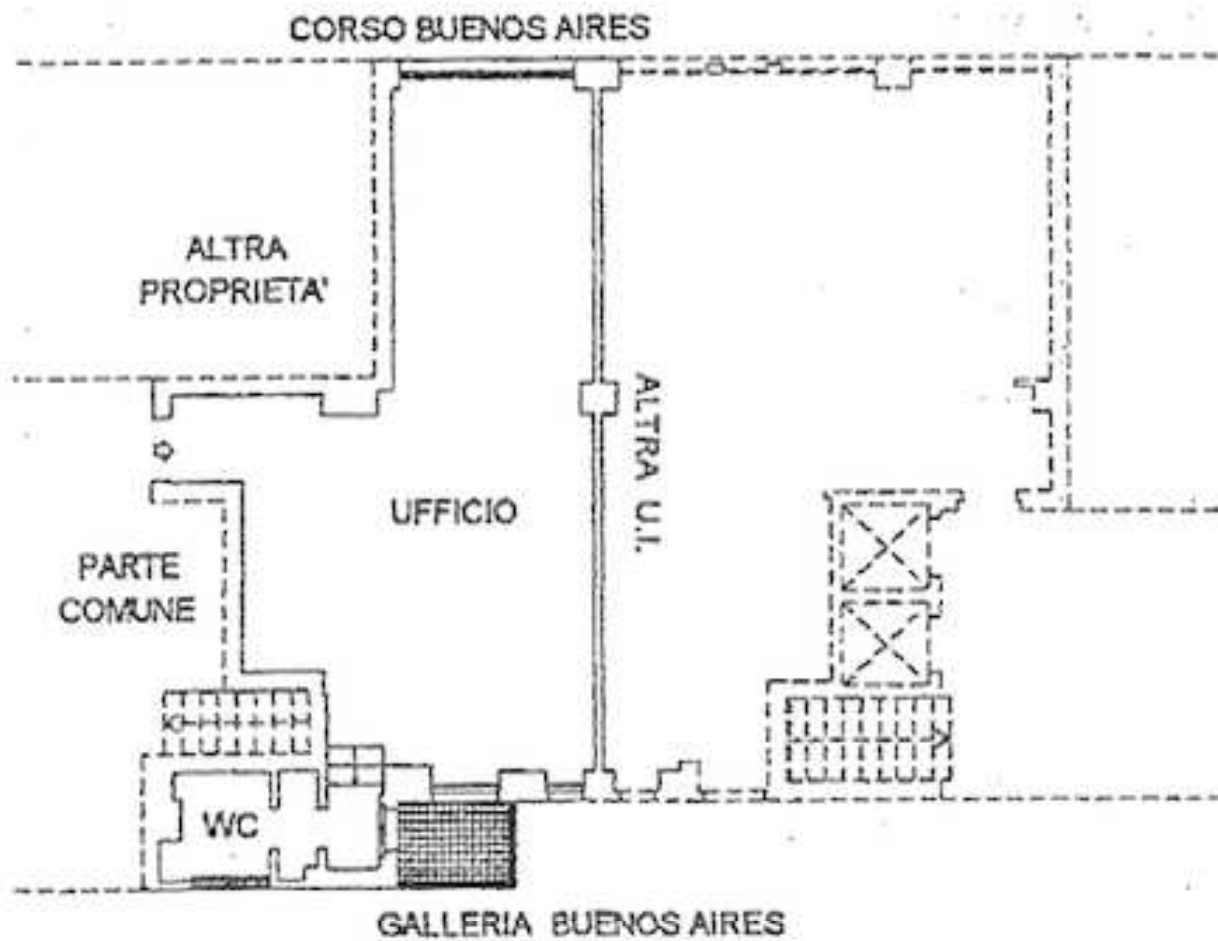 CORSO BUENOS AIRES
ALTRA
PROPRIETA'
ALTRA U.I.
UFFICIO
PARTE
COMUNE
WC
GALLERIA BUENOS AIRES